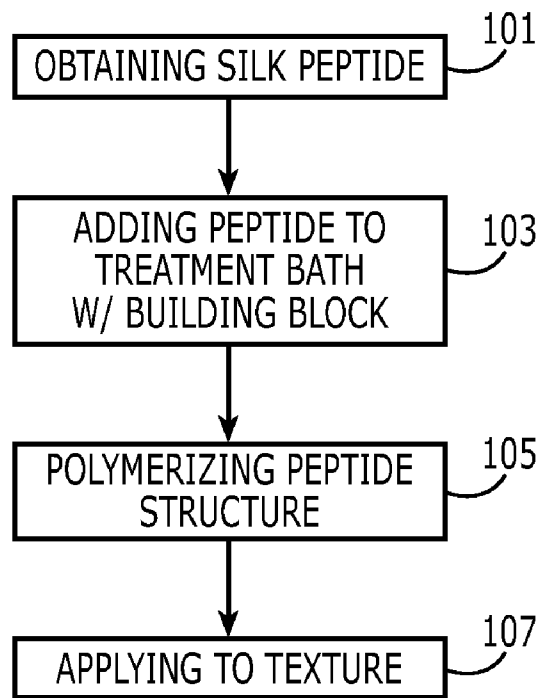 101
OBTAINING SILK PEPTIDE
ADDING PEPTIDE TO
TREATMENT BATH
W/ BUILDING BLOCK
103
POLYMERIZING PEPTIDE
STRUCTURE
105
APPLYING TO TEXTURE
107